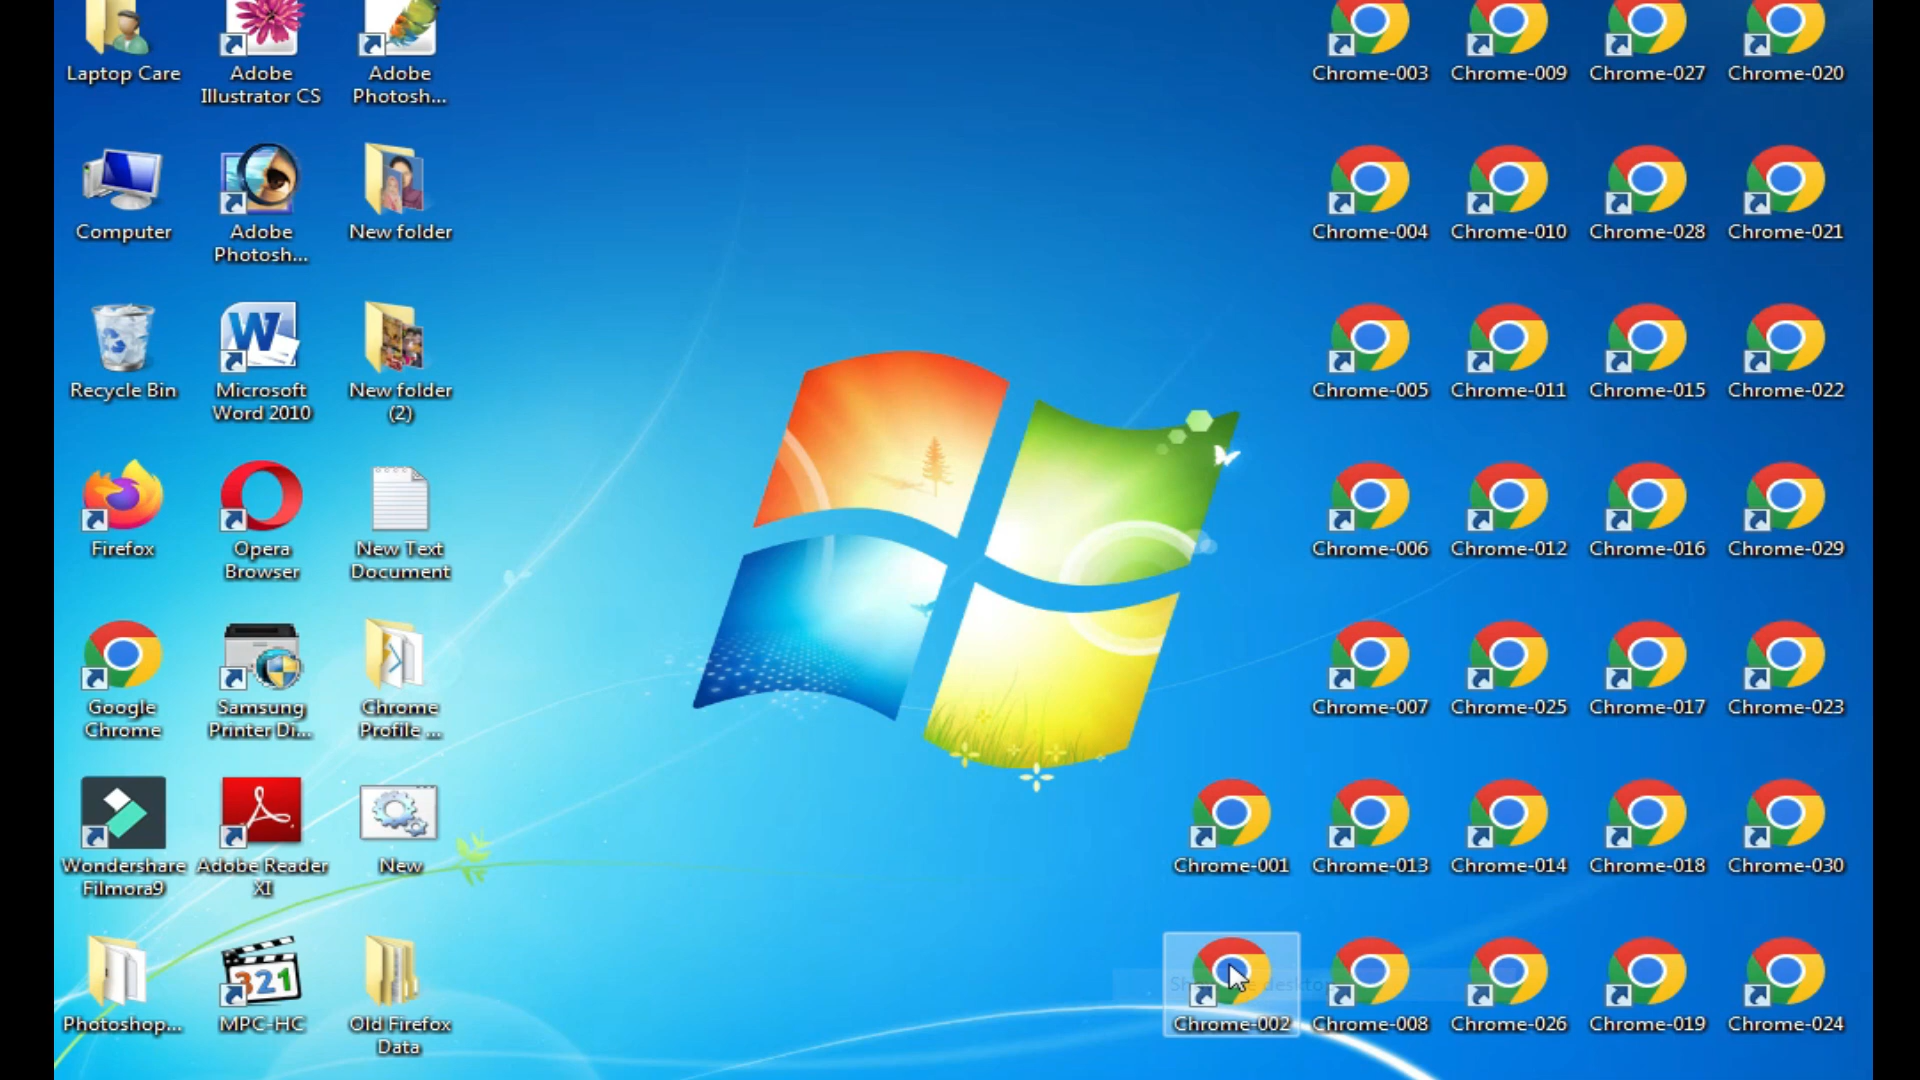 Laptop Care
Adobe
Illustrator CS
Adobe
Photosh...
Chrome-003
Chrome-009
Chrome-027
Chrome-020
Computer
Adobe
Photosh...
New folder
Chrome-004
Chrome-010
Chrome-028
Chrome-021
Recycle Bin
W
Microsoft
Word 2010
New folder
(2)
Chrome-005
Chrome-011
Chrome-015
Chrome-022
Firefox
Opera
Browser
New Text
Document
Chrome-006
Chrome-012
Chrome-016
Chrome-029
Google
Chrome
Samsung
Printer Di...
Chrome
Profile ...
Chrome-007
Chrome-025
Chrome-017
Chrome-023
Wondershare
Filmora9
Adobe Reader
XI
New
Chrome-001
Chrome-013
Chrome-014
Chrome-018
Chrome-030
Photoshop...
321
MPC-HC
Old Firefox
Data
Chrome-002
Chrome-008
Chrome-026
Chrome-019
Chrome-024